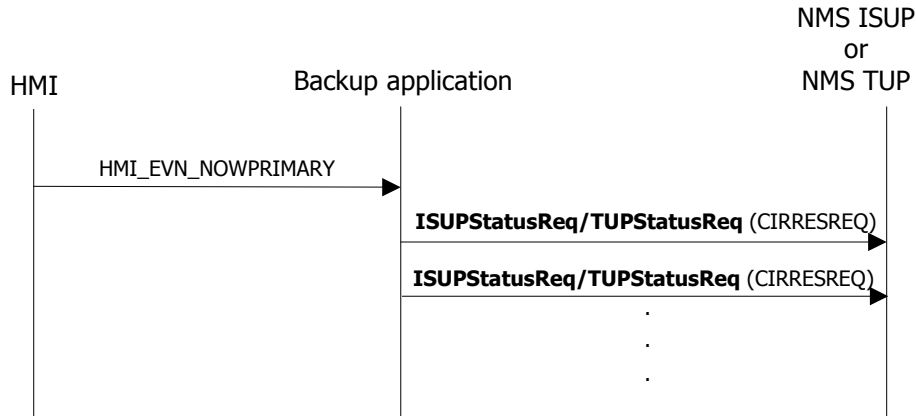 NMS ISUP
or
NMS TUP
HMI
Backup application
HMI_EVN_NOWPRIMARY
ISUPStatusReq/TUPStatusReq (CIRRESREQ)
ISUPStatusReq/TUPStatusReq (CIRRESREQ)
.
.
.